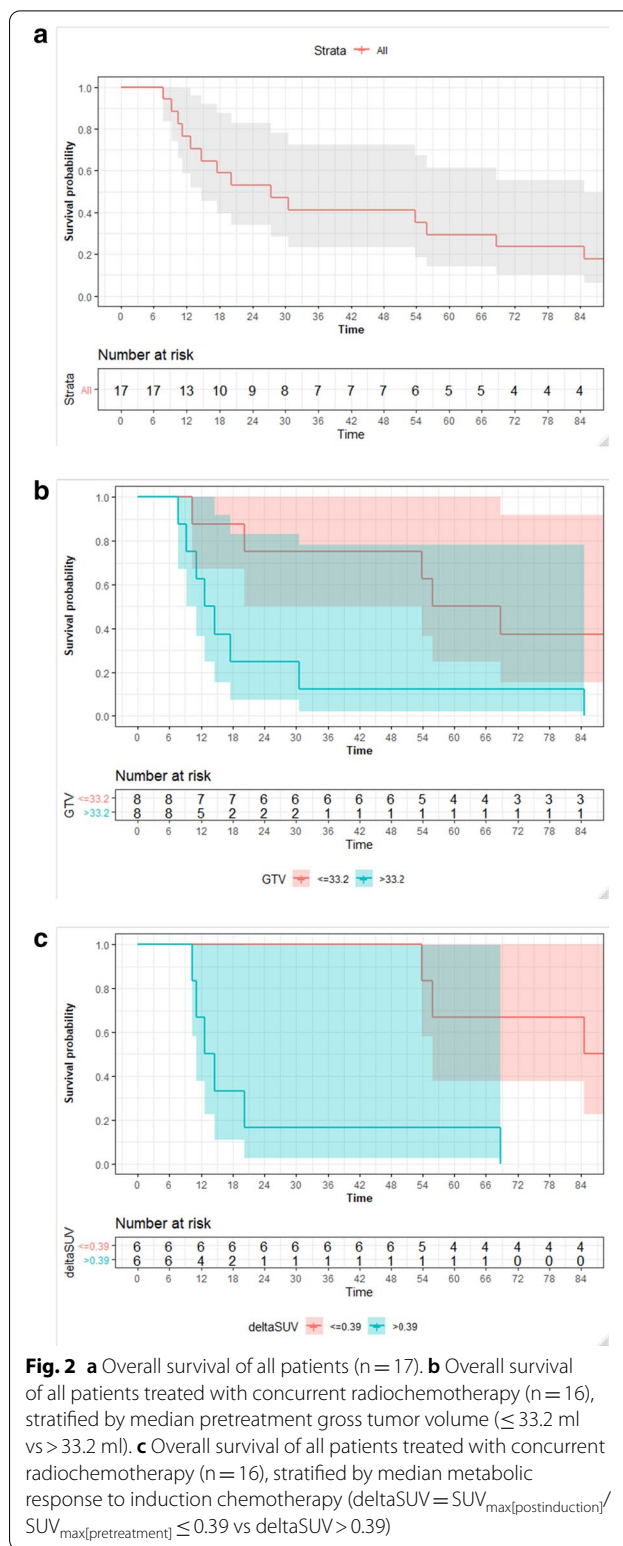 a
Strata All
Survival probability
1.0
0.8
0.6
0.4
0.2
0.0
0 6 12 18 24 30 36 42 48 54 60 66 72 78 84
Time
Number at risk
Strata
All 17 17 13 10 9 8 7 7 7 6 5 5 4 4 4
0 6 12 18 24 30 36 42 48 54 60 66 72 78 84
Time
b
Survival probability
1.0
0.8
0.6
0.4
0.2
0.0
0 6 12 18 24 30 36 42 48 54 60 66 72 78 84
Time
Number at risk
GTV
<=33.2 8 8 7 7 6 6 6 6 6 5 4 4 3 3 3
>33.2 8 8 5 2 2 2 1 1 1 1 1 1 1 1 1
0 6 12 18 24 30 36 42 48 54 60 66 72 78 84
Time
GTV <=33.2 >33.2
c
Survival probability
1.0
0.8
0.6
0.4
0.2
0.0
0 6 12 18 24 30 36 42 48 54 60 66 72 78 84
Time
Number at risk
deltaSUV
<=0.39 6 6 6 6 6 6 6 6 6 5 4 4 4 4 4
>0.39 6 6 4 2 1 1 1 1 1 1 1 1 0 0 0
0 6 12 18 24 30 36 42 48 54 60 66 72 78 84
Time
deltaSUV <=0.39 >0.39
Fig. 2 a Overall survival of all patients (n = 17). b Overall survival
of all patients treated with concurrent radiochemotherapy (n = 16),
stratified by median pretreatment gross tumor volume (≤ 33.2 ml
vs > 33.2 ml). c Overall survival of all patients treated with concurrent
radiochemotherapy (n = 16), stratified by median metabolic
response to induction chemotherapy (deltaSUV = SUVmax[postinduction]/
SUVmax[pretreatment] ≤ 0.39 vs deltaSUV > 0.39)